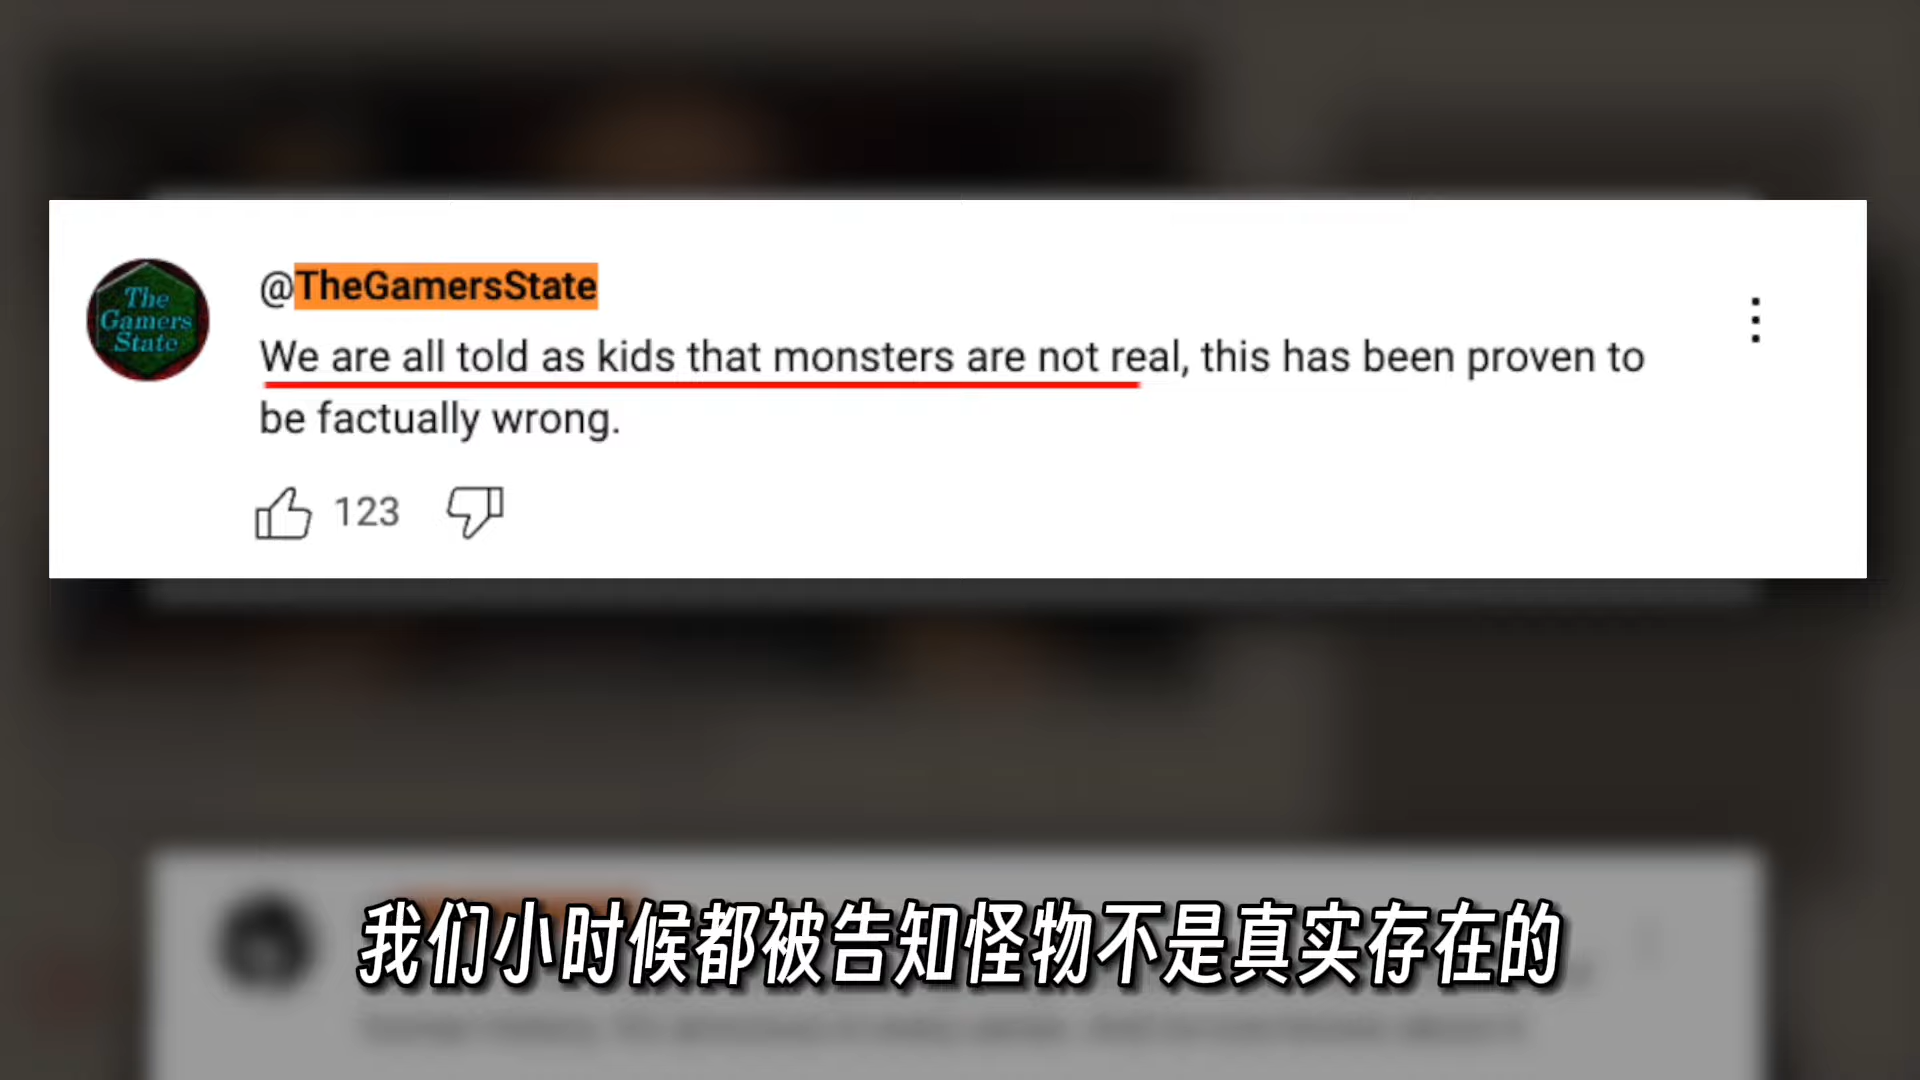 The
Gamers
State
@TheGamersState
We are all told as kids that monsters are not real, this has been proven to
be factually wrong.
123
我们小时候都被告知怪物不是真实存在的